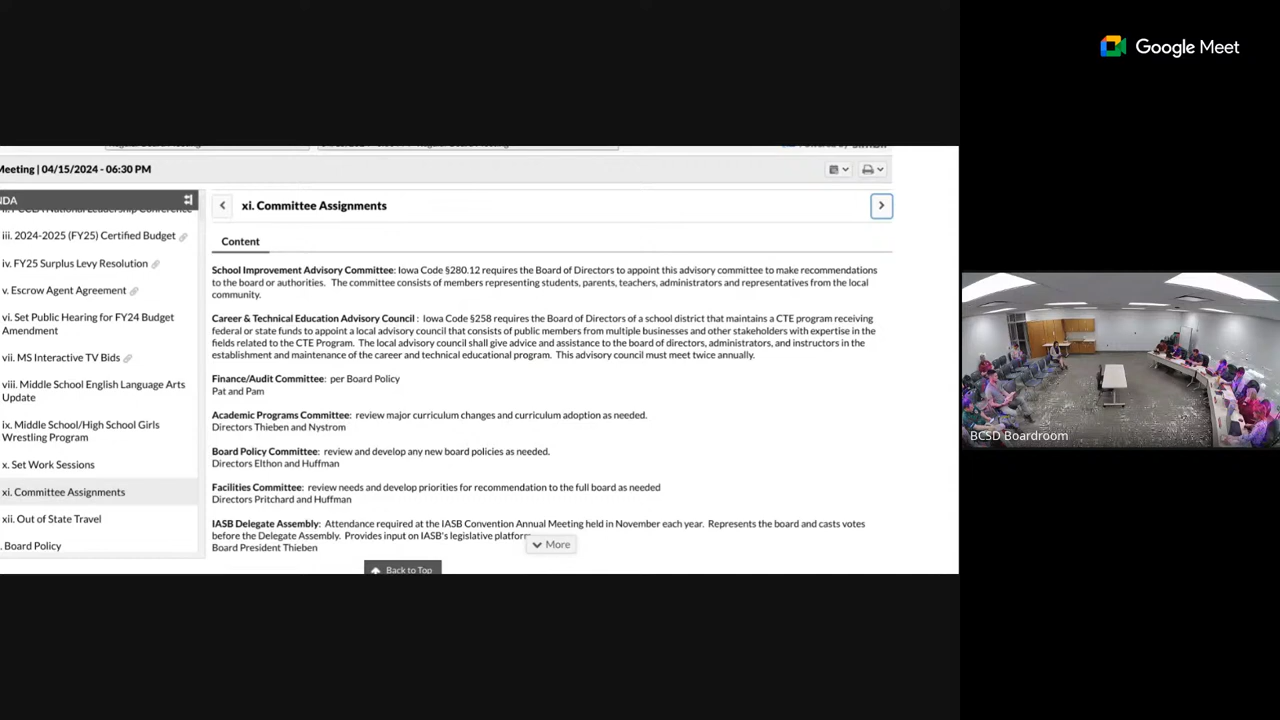 Google Meet
Meeting | 04/15/2024 - 06:30 PM
NDA
xi. Committee Assignments
iii. 2024-2025 (FY25) Certified Budget
Content
iv. FY25 Surplus Levy Resolution
School Improvement Advisory Committee: Iowa Code §280.12 requires the Board of Directors to appoint this advisory committee to make recommendations
to the board or authorities. The committee consists of members representing students, parents, teachers, administrators and representatives from the local
community.
v. Escrow Agent Agreement
vi. Set Public Hearing for FY24 Budget
Amendment
Career & Technical Education Advisory Council : Iowa Code §258 requires the Board of Directors of a school district that maintains a CTE program receiving
federal or state funds to appoint a local advisory council that consists of public members from multiple businesses and other stakeholders with expertise in the
fields related to the CTE Program. The local advisory council shall give advice and assistance to the board of directors, administrators, and instructors in the
establishment and maintenance of the career and technical educational program. This advisory council must meet twice annually.
vii. MS Interactive TV Bids
viii. Middle School English Language Arts
Update
Finance/Audit Committee: per Board Policy
Pat and Pam
ix. Middle School/High School Girls
Wrestling Program
Academic Programs Committee: review major curriculum changes and curriculum adoption as needed.
Directors Thieben and Nystrom
x. Set Work Sessions
Board Policy Committee: review and develop any new board policies as needed.
Directors Elthon and Huffman
xi. Committee Assignments
Facilities Committee: review needs and develop priorities for recommendation to the full board as needed
Directors Pritchard and Huffman
xii. Out of State Travel
. Board Policy
IASB Delegate Assembly: Attendance required at the IASB Convention Annual Meeting held in November each year. Represents the board and casts votes
before the Delegate Assembly. Provides input on IASB's legislative platform
Board President Thieben
More
Back to Top
BCSD Boardroom